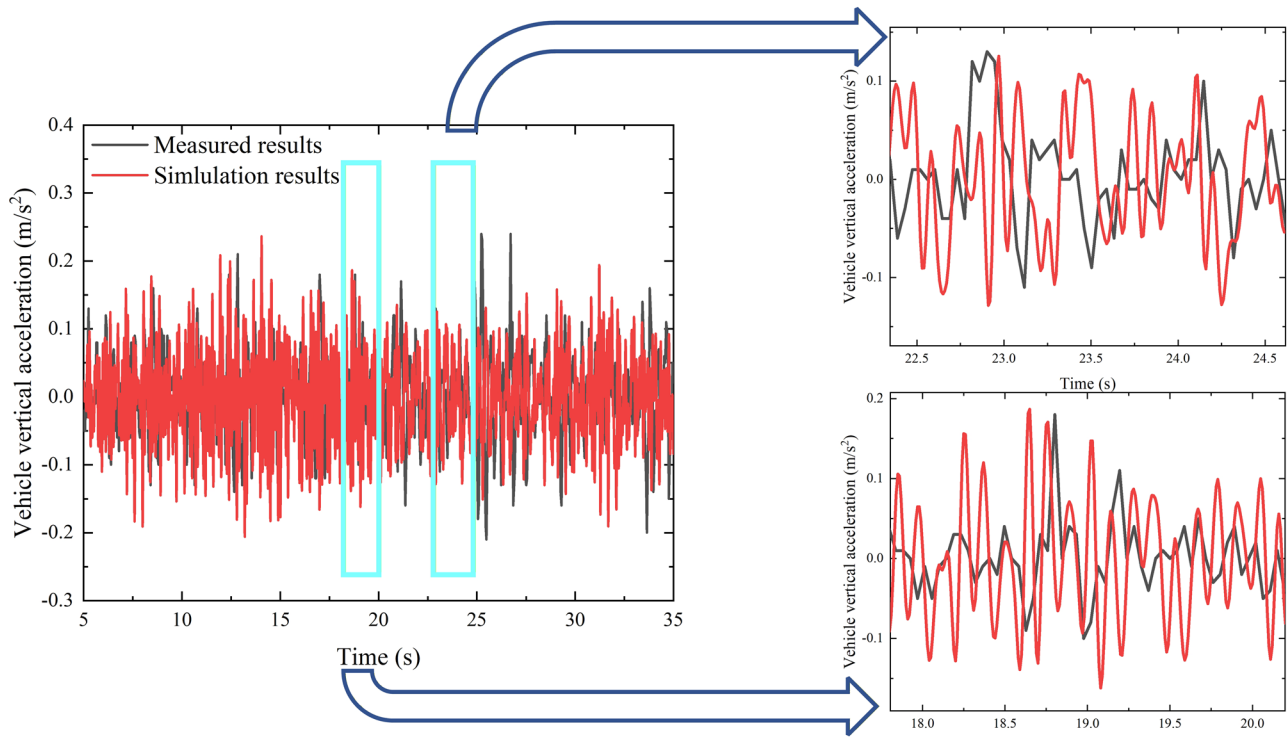 Vehicle vertical acceleration (m/s²)
0.4
0.3
0.2
0.1
0.0
-0.1
-0.2
-0.3
Measured results
Simlulation results
5 10 15 20 25 30 35
Time (s)
Vehicle vertical acceleration (m/s²)
0.1
0.0
-0.1
22.5 23.0 23.5 24.0 24.5
Time (s)
Vehicle vertical acceleration (m/s²)
0.2
0.1
0.0
-0.1
18.0 18.5 19.0 19.5 20.0